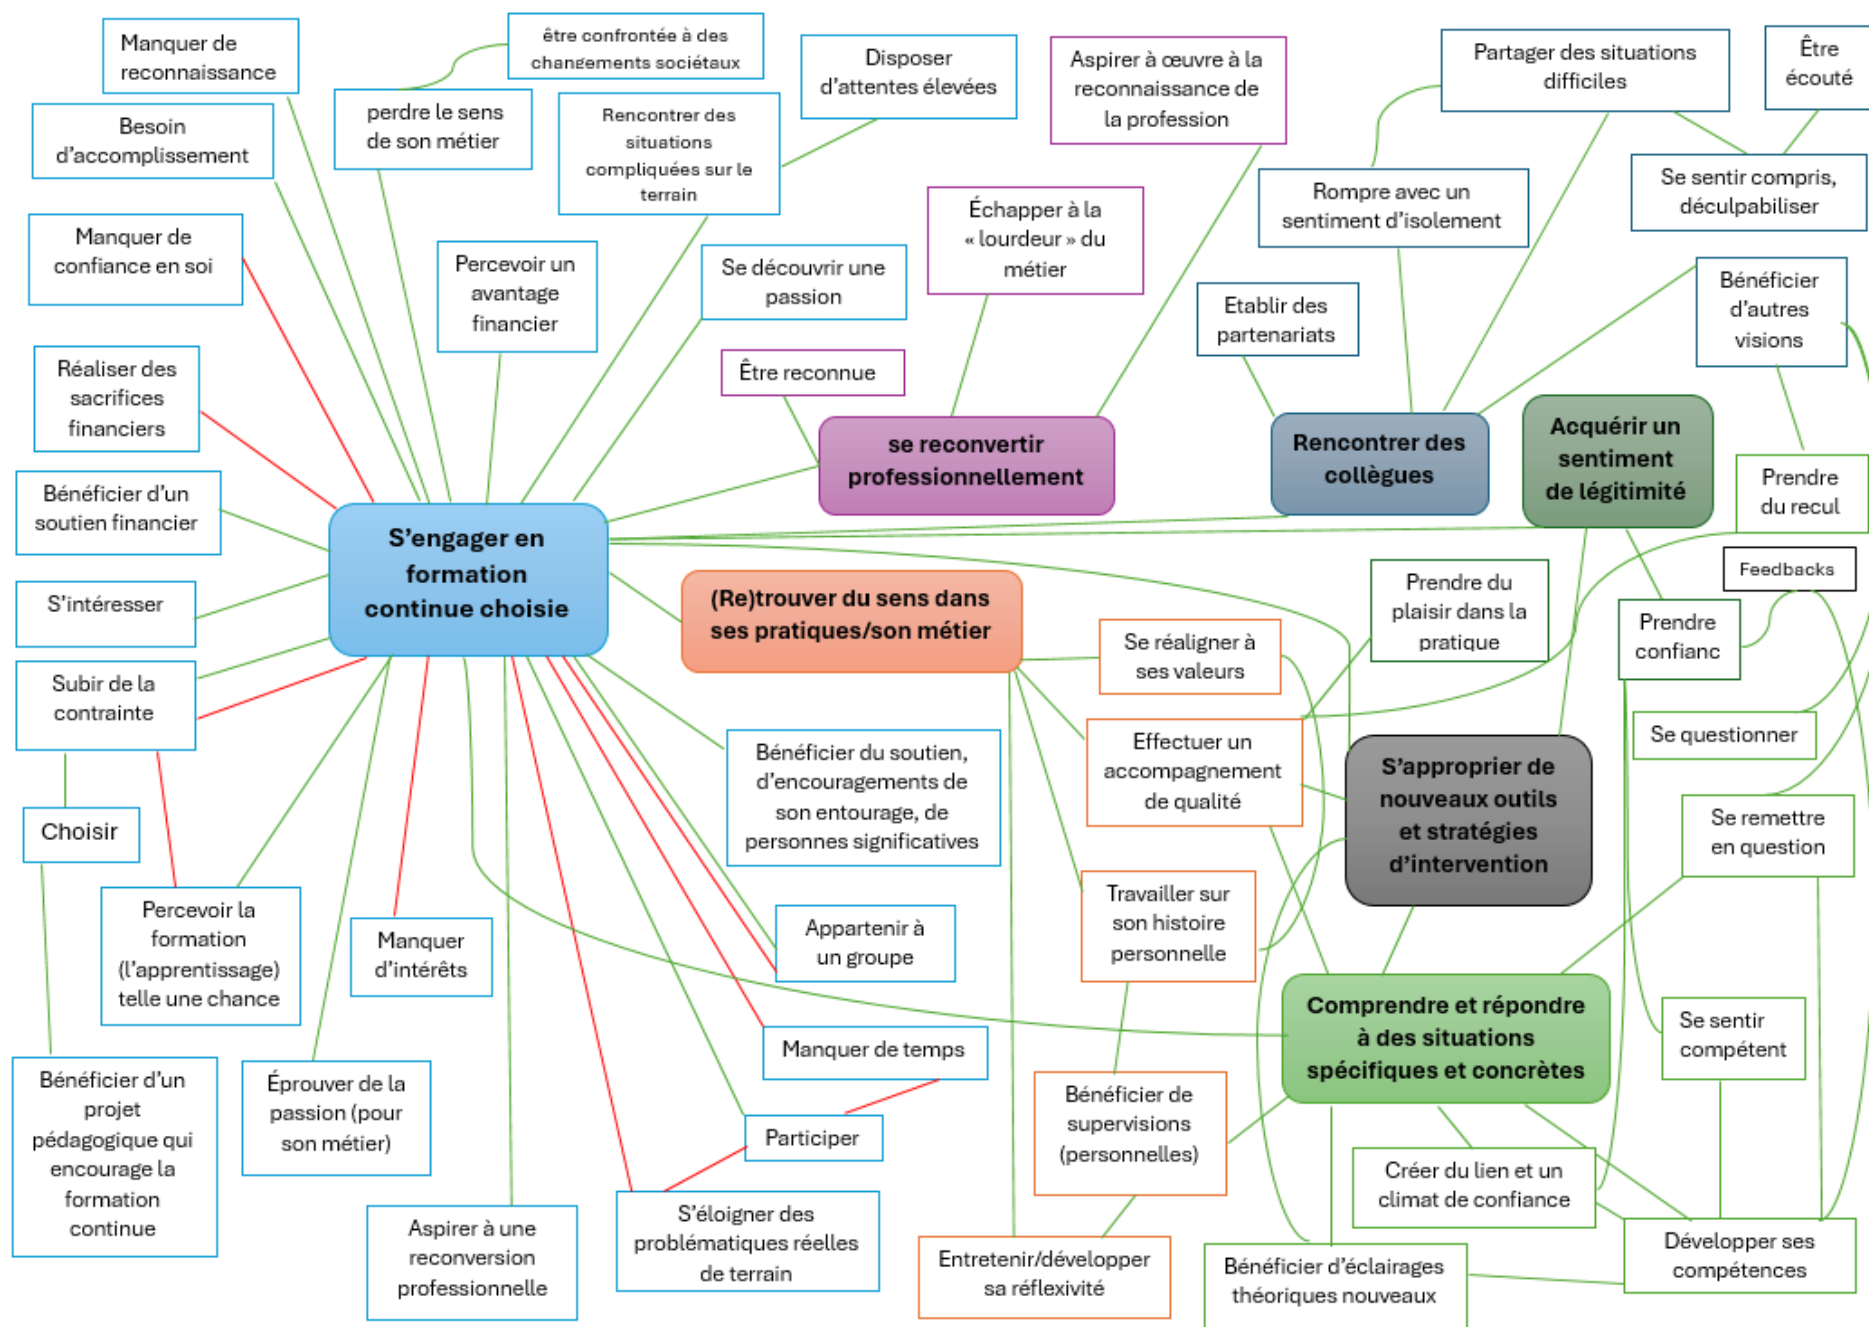 Manquer de
reconnaissance
être confrontée à des
changements sociétaux
Disposer
d'attentes élevées
Aspirer à œuvre à la
reconnaissance de
la profession
Partager des situations
difficiles
Être
écouté
Besoin
d'accomplissement
perdre le sens
de son métier
Rencontrer des
situations
compliquées sur le
terrain
Échapper à la
« lourdeur » du
métier
Rompre avec un
sentiment d'isolement
Se sentir compris,
déculpabiliser
Manquer de
confiance en soi
Percevoir un
avantage
financier
Se découvrir une
passion
Etablir des
partenariats
Bénéficier
d'autres
visions
Réaliser des
sacrifices
financiers
Être reconnue
se reconvertir
professionnellement
Rencontrer des
collègues
Acquérir un
sentiment
de légitimité
Prendre
du recul
Bénéficier d'un
soutien financier
S'engager en
formation
continue choisie
(Re)trouver du sens dans
ses pratiques/son métier
Prendre du
plaisir dans la
pratique
Feedbacks
S'intéresser
Se réaligner à
ses valeurs
Prendre
confianc
Subir de la
contrainte
Bénéficier du soutien,
d'encouragements de
son entourage, de
personnes significatives
Effectuer un
accompagnement
de qualité
S'approprier de
nouveaux outils
et stratégies
d'intervention
Se questionner
Choisir
Se remettre
en question
Percevoir la
formation
(l'apprentissage)
telle une chance
Manquer
d'intérêts
Appartenir à
un groupe
Travailler sur
son histoire
personnelle
Comprendre et répondre
à des situations
spécifiques et concrètes
Se sentir
compétent
Bénéficier d'un
projet
pédagogique qui
encourage la
formation
continue
Éprouver de la
passion (pour
son métier)
Manquer de temps
Participer
Bénéficier de
supervisions
(personnelles)
Créer du lien et un
climat de confiance
Aspirer à une
reconversion
professionnelle
S'éloigner des
problématiques réelles
de terrain
Entretenir/développer
sa réflexivité
Bénéficier d'éclairages
théoriques nouveaux
Développer ses
compétences